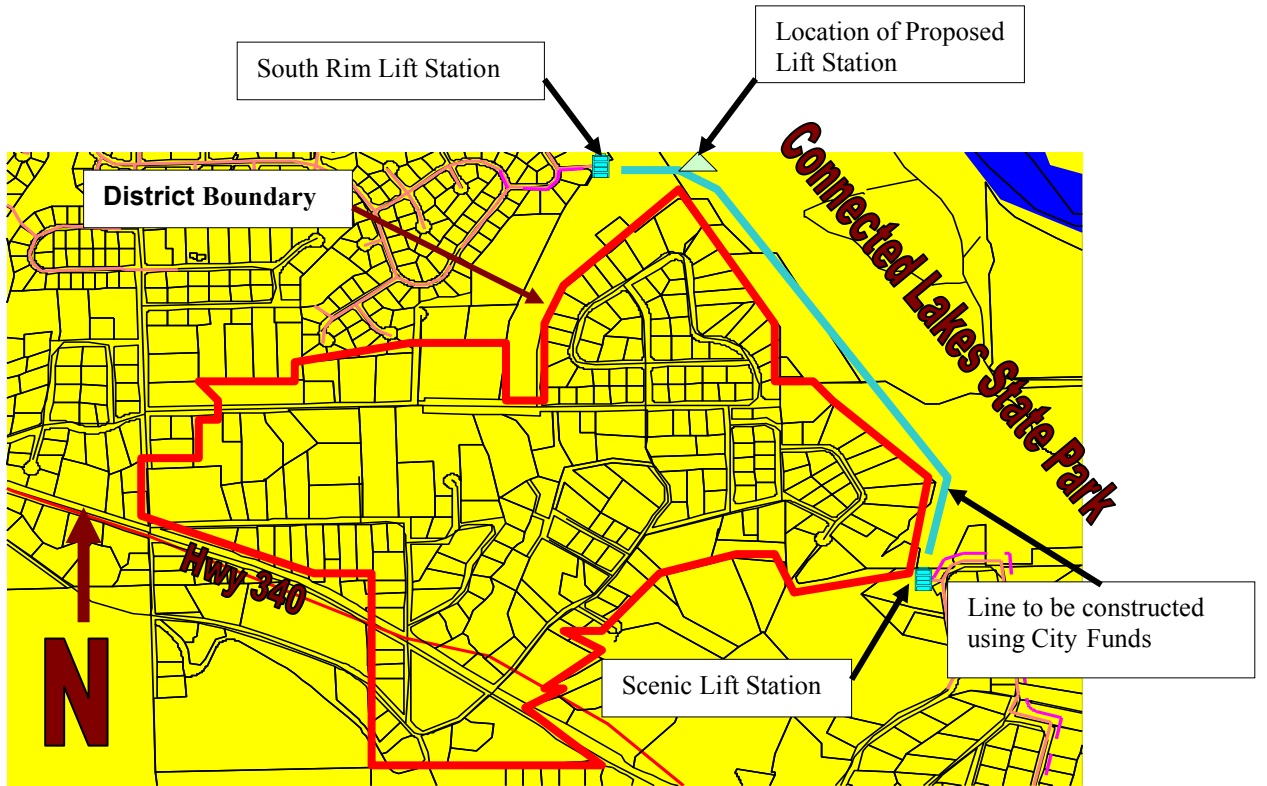 Location of Proposed
Lift Station
South Rim Lift Station
District Boundary
Connected Lakes State Park
Hwy 340
N
Line to be constructed
using City Funds
Scenic Lift Station